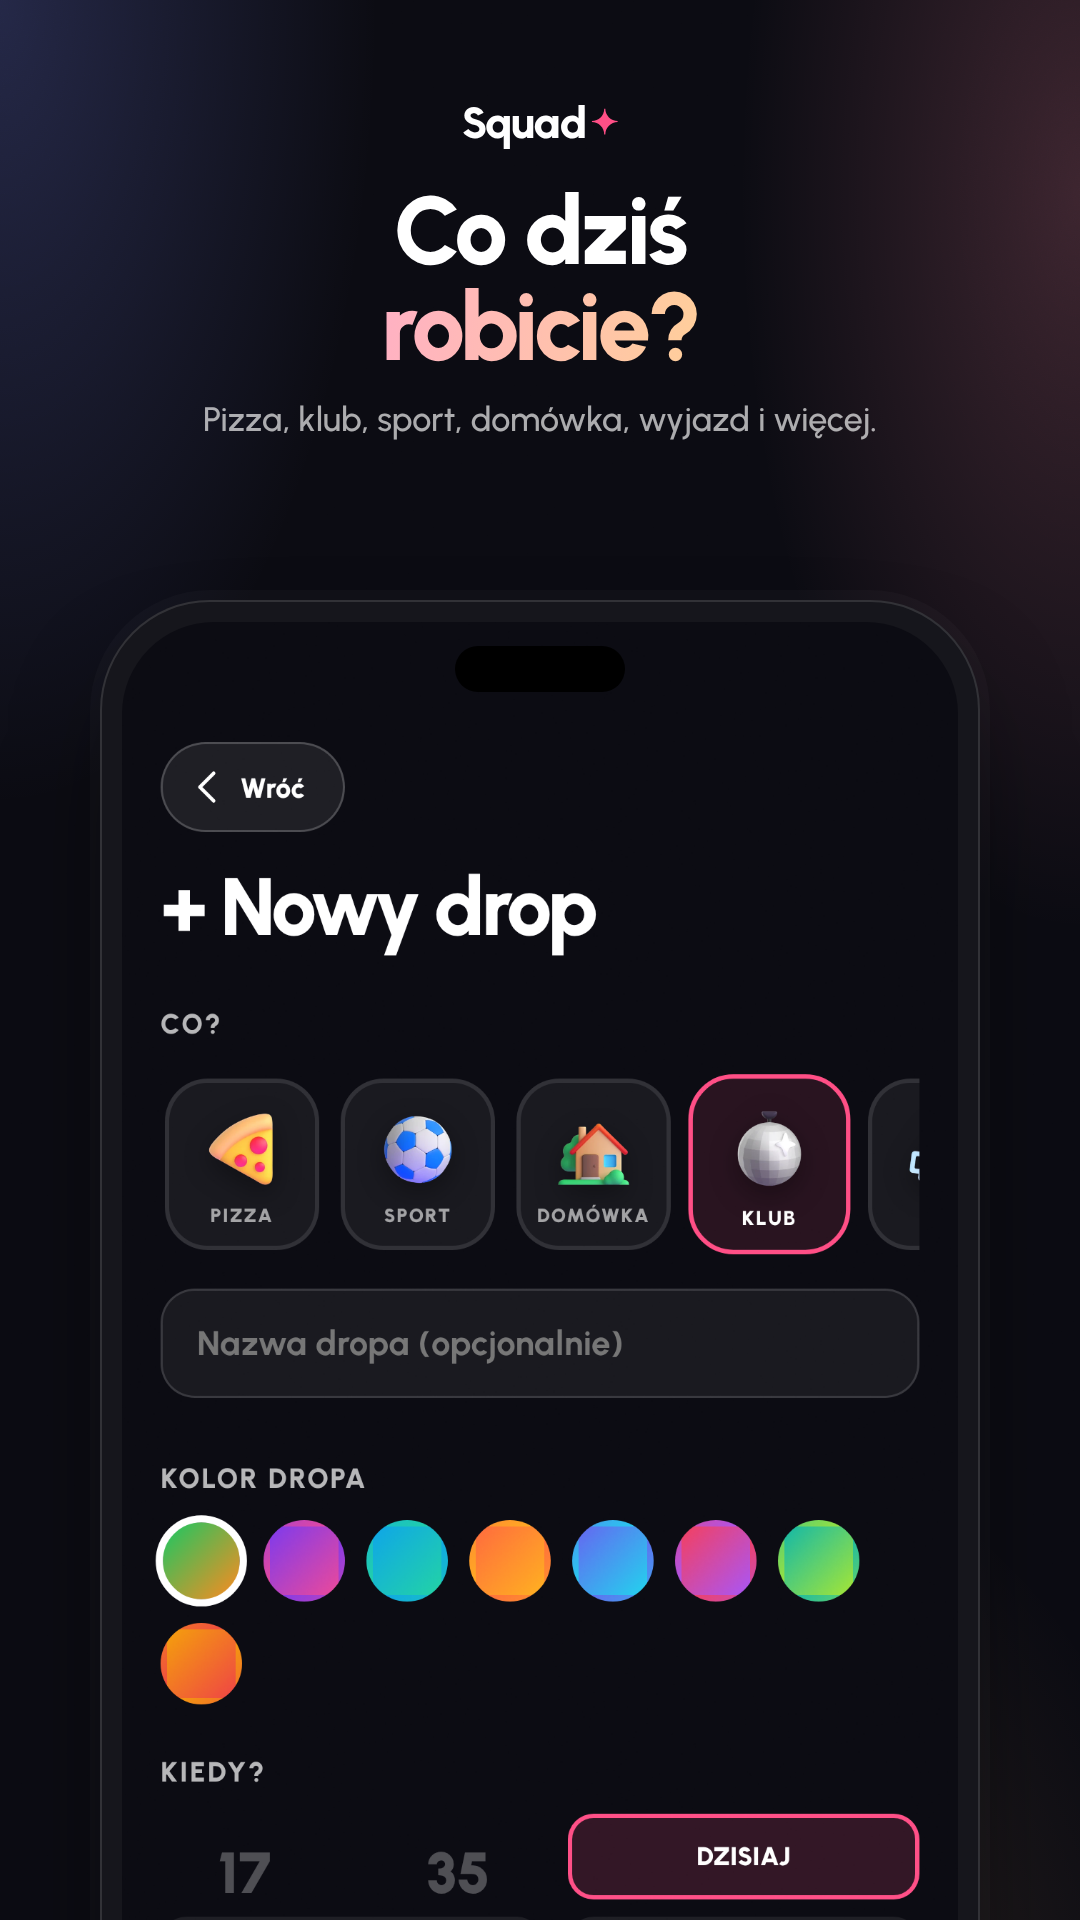 Squad
Co dziś
robicie?
Pizza, klub, sport, domówka, wyjazd i więcej.
Wróć
+ Nowy drop
CO?
PIZZA
SPORT
DOMÓWKA
KLUB
Nazwa dropa (opcjonalnie)
KOLOR DROPA
KIEDY?
17 35
DZISIAJ